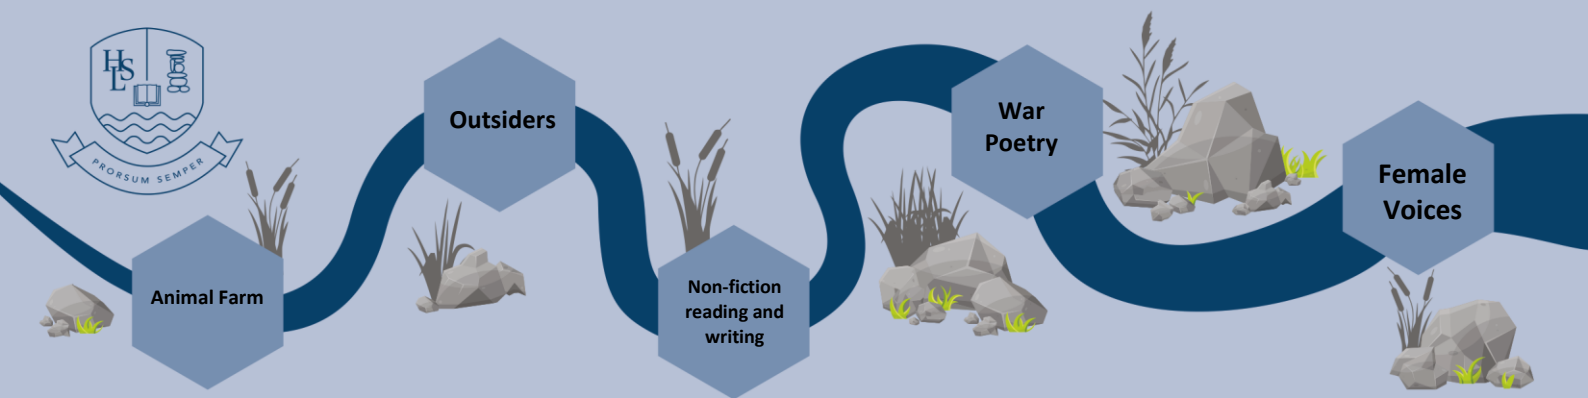 HLS
PRORSUM SEMPER
Animal Farm
Outsiders
Non-fiction
reading and
writing
War
Poetry
Female
Voices